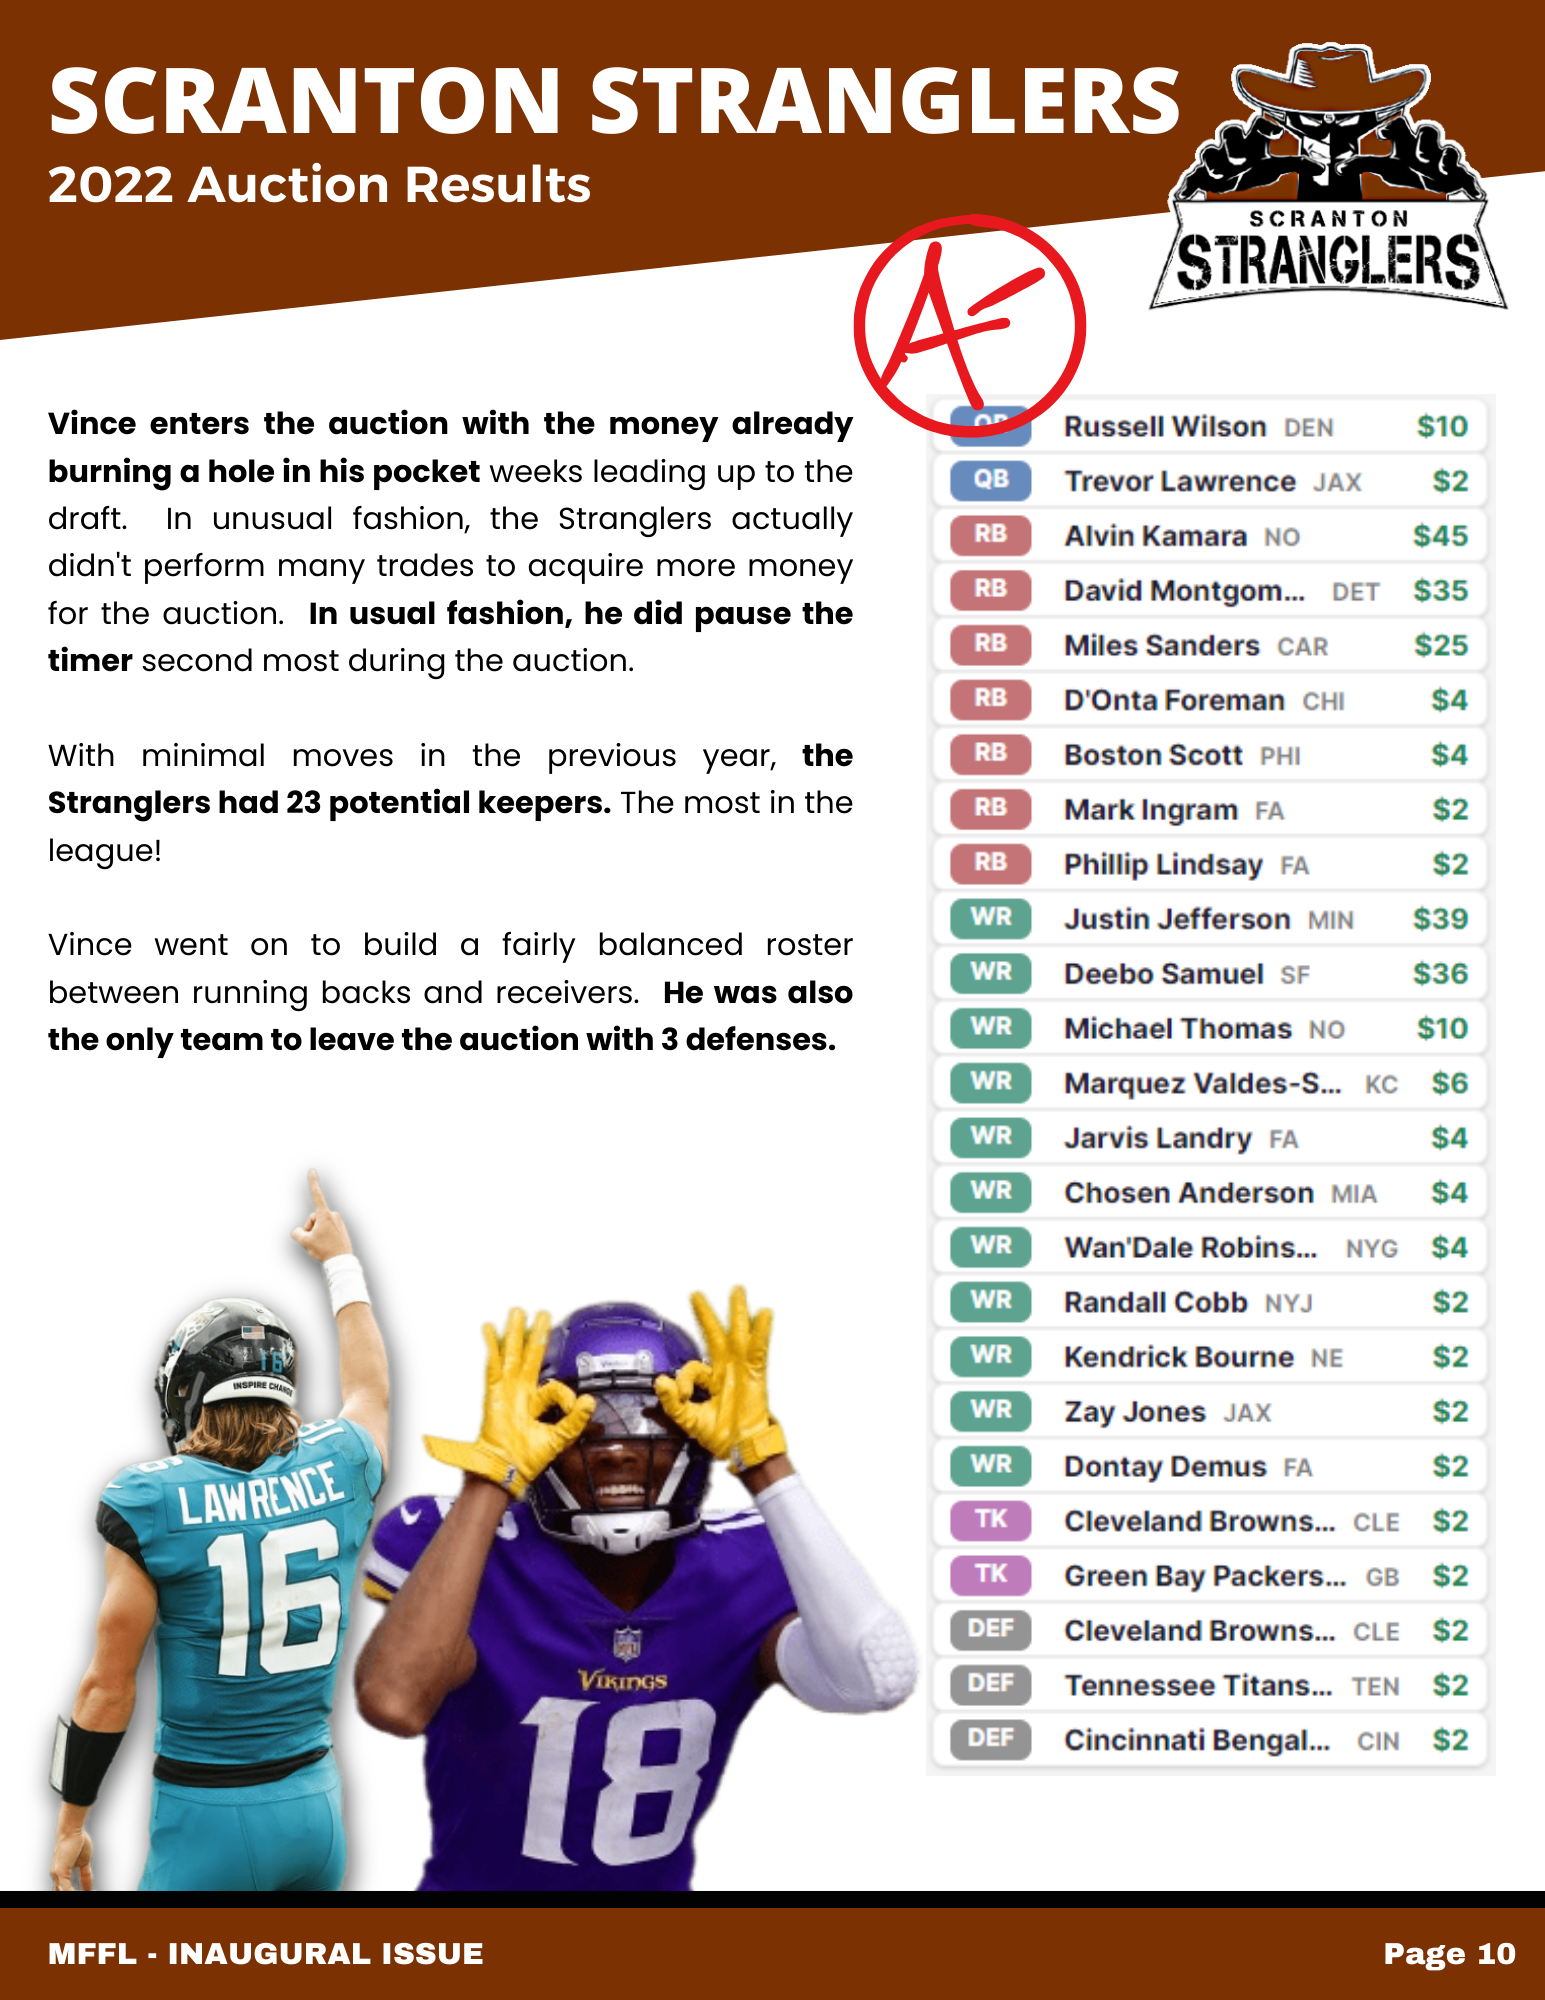 SCRANTON STRANGLERS
2022 Auction Results
SCRANTON
STRANGLERS
A-
Vince enters the auction with the money already
burning a hole in his pocket weeks leading up to the
draft. In unusual fashion, the Stranglers actually
didn't perform many trades to acquire more money
for the auction. In usual fashion, he did pause the
timer second most during the auction.
With minimal moves in the previous year, the
Stranglers had 23 potential keepers. The most in the
league!
Vince went on to build a fairly balanced roster
between running backs and receivers. He was also
the only team to leave the auction with 3 defenses.
QB Russell Wilson DEN $10
QB Trevor Lawrence JAX $2
RB Alvin Kamara NO $45
RB David Montgom... DET $35
RB Miles Sanders CAR $25
RB D'Onta Foreman CHI $4
RB Boston Scott PHI $4
RB Mark Ingram FA $2
RB Phillip Lindsay FA $2
WR Justin Jefferson MIN $39
WR Deebo Samuel SF $36
WR Michael Thomas NO $10
WR Marquez Valdes-S... KC $6
WR Jarvis Landry FA $4
WR Chosen Anderson MIA $4
WR Wan'Dale Robins... NYG $4
WR Randall Cobb NYJ $2
WR Kendrick Bourne NE $2
WR Zay Jones JAX $2
WR Dontay Demus FA $2
TK Cleveland Browns... CLE $2
TK Green Bay Packers... GB $2
DEF Cleveland Browns... CLE $2
DEF Tennessee Titans... TEN $2
DEF Cincinnati Bengal... CIN $2
16
INSPIRE CHANGE
16
LAWRENCE
16
NFL
VIKINGS
18
MFFL - INAUGURAL ISSUE
Page 10